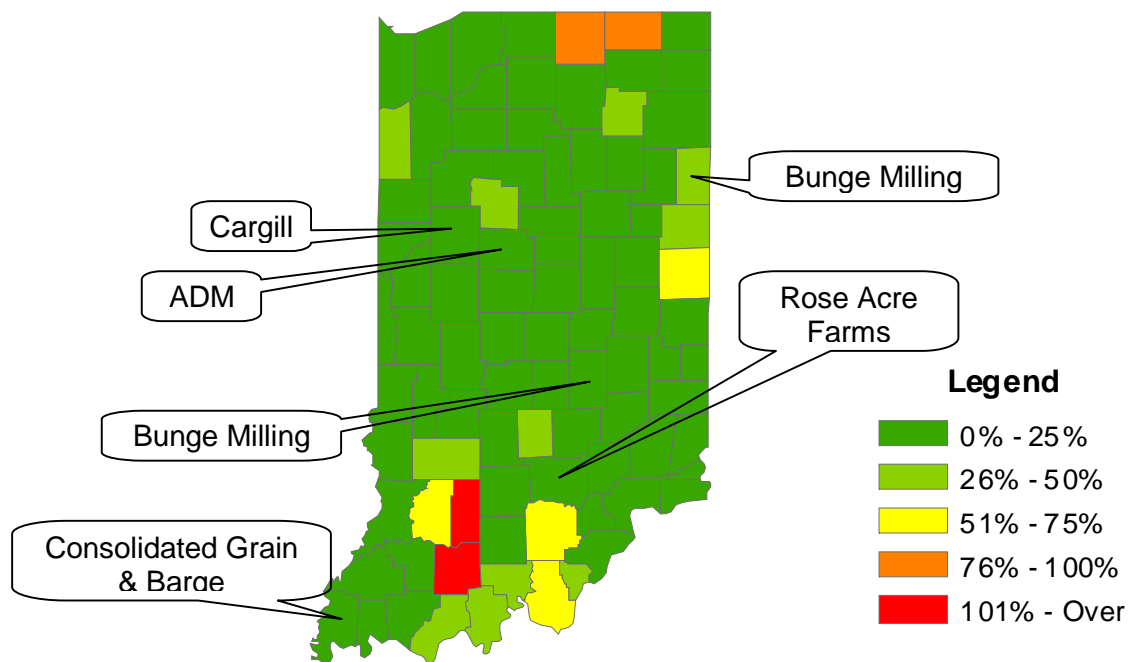 Bunge Milling
Cargill
ADM
Rose Acre
Farms
Bunge Milling
Consolidated Grain
& Barge
Legend
0% - 25%
26% - 50%
51% - 75%
76% - 100%
101% - Over